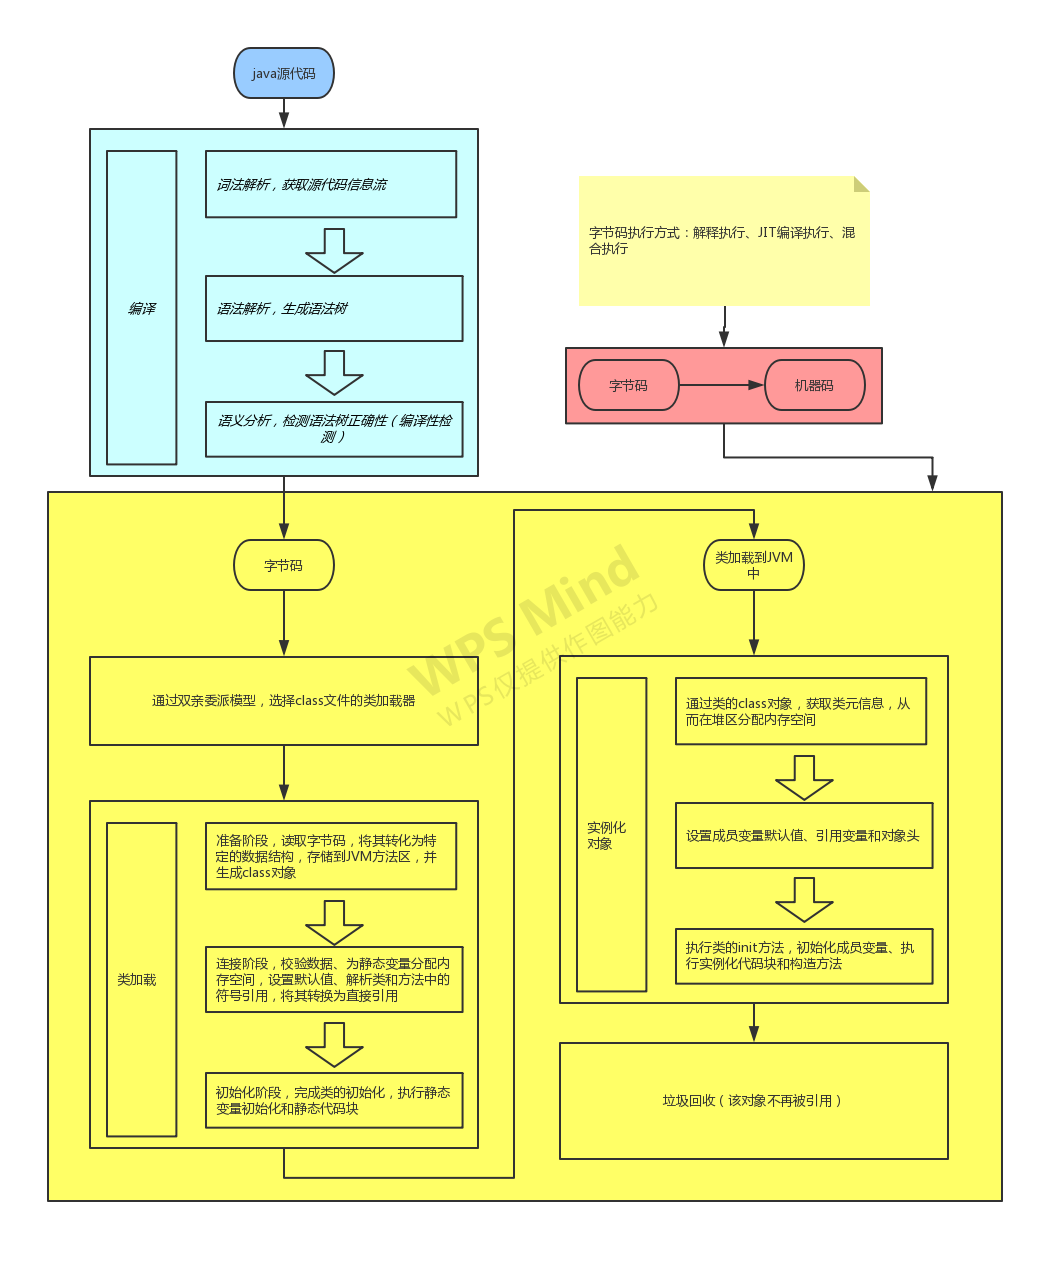 java源代码
编译
词法解析，获取源代码信息流
语法解析，生成语法树
语义分析，检测语法树正确性（编译性检
测）
字节码执行方式：解释执行、JIT编译执行、混
合执行
字节码
机器码
字节码
通过双亲委派模型，选择class文件的类加载器
类加载
准备阶段，读取字节码，将其转化为特
定的数据结构，存储到JVM方法区，并
生成class对象
连接阶段，校验数据、为静态变量分配内
存空间，设置默认值、解析类和方法中的
符号引用，将其转换为直接引用
初始化阶段，完成类的初始化，执行静态
变量初始化和静态代码块
类加载到JVM
中
实例化
对象
通过类的class对象，获取类元信息，从
而在堆区分配内存空间
设置成员变量默认值、引用变量和对象头
执行类的init方法，初始化成员变量、执
行实例化代码块和构造方法
垃圾回收（该对象不再被引用）
WPS Mind
WPS仅提供作图能力